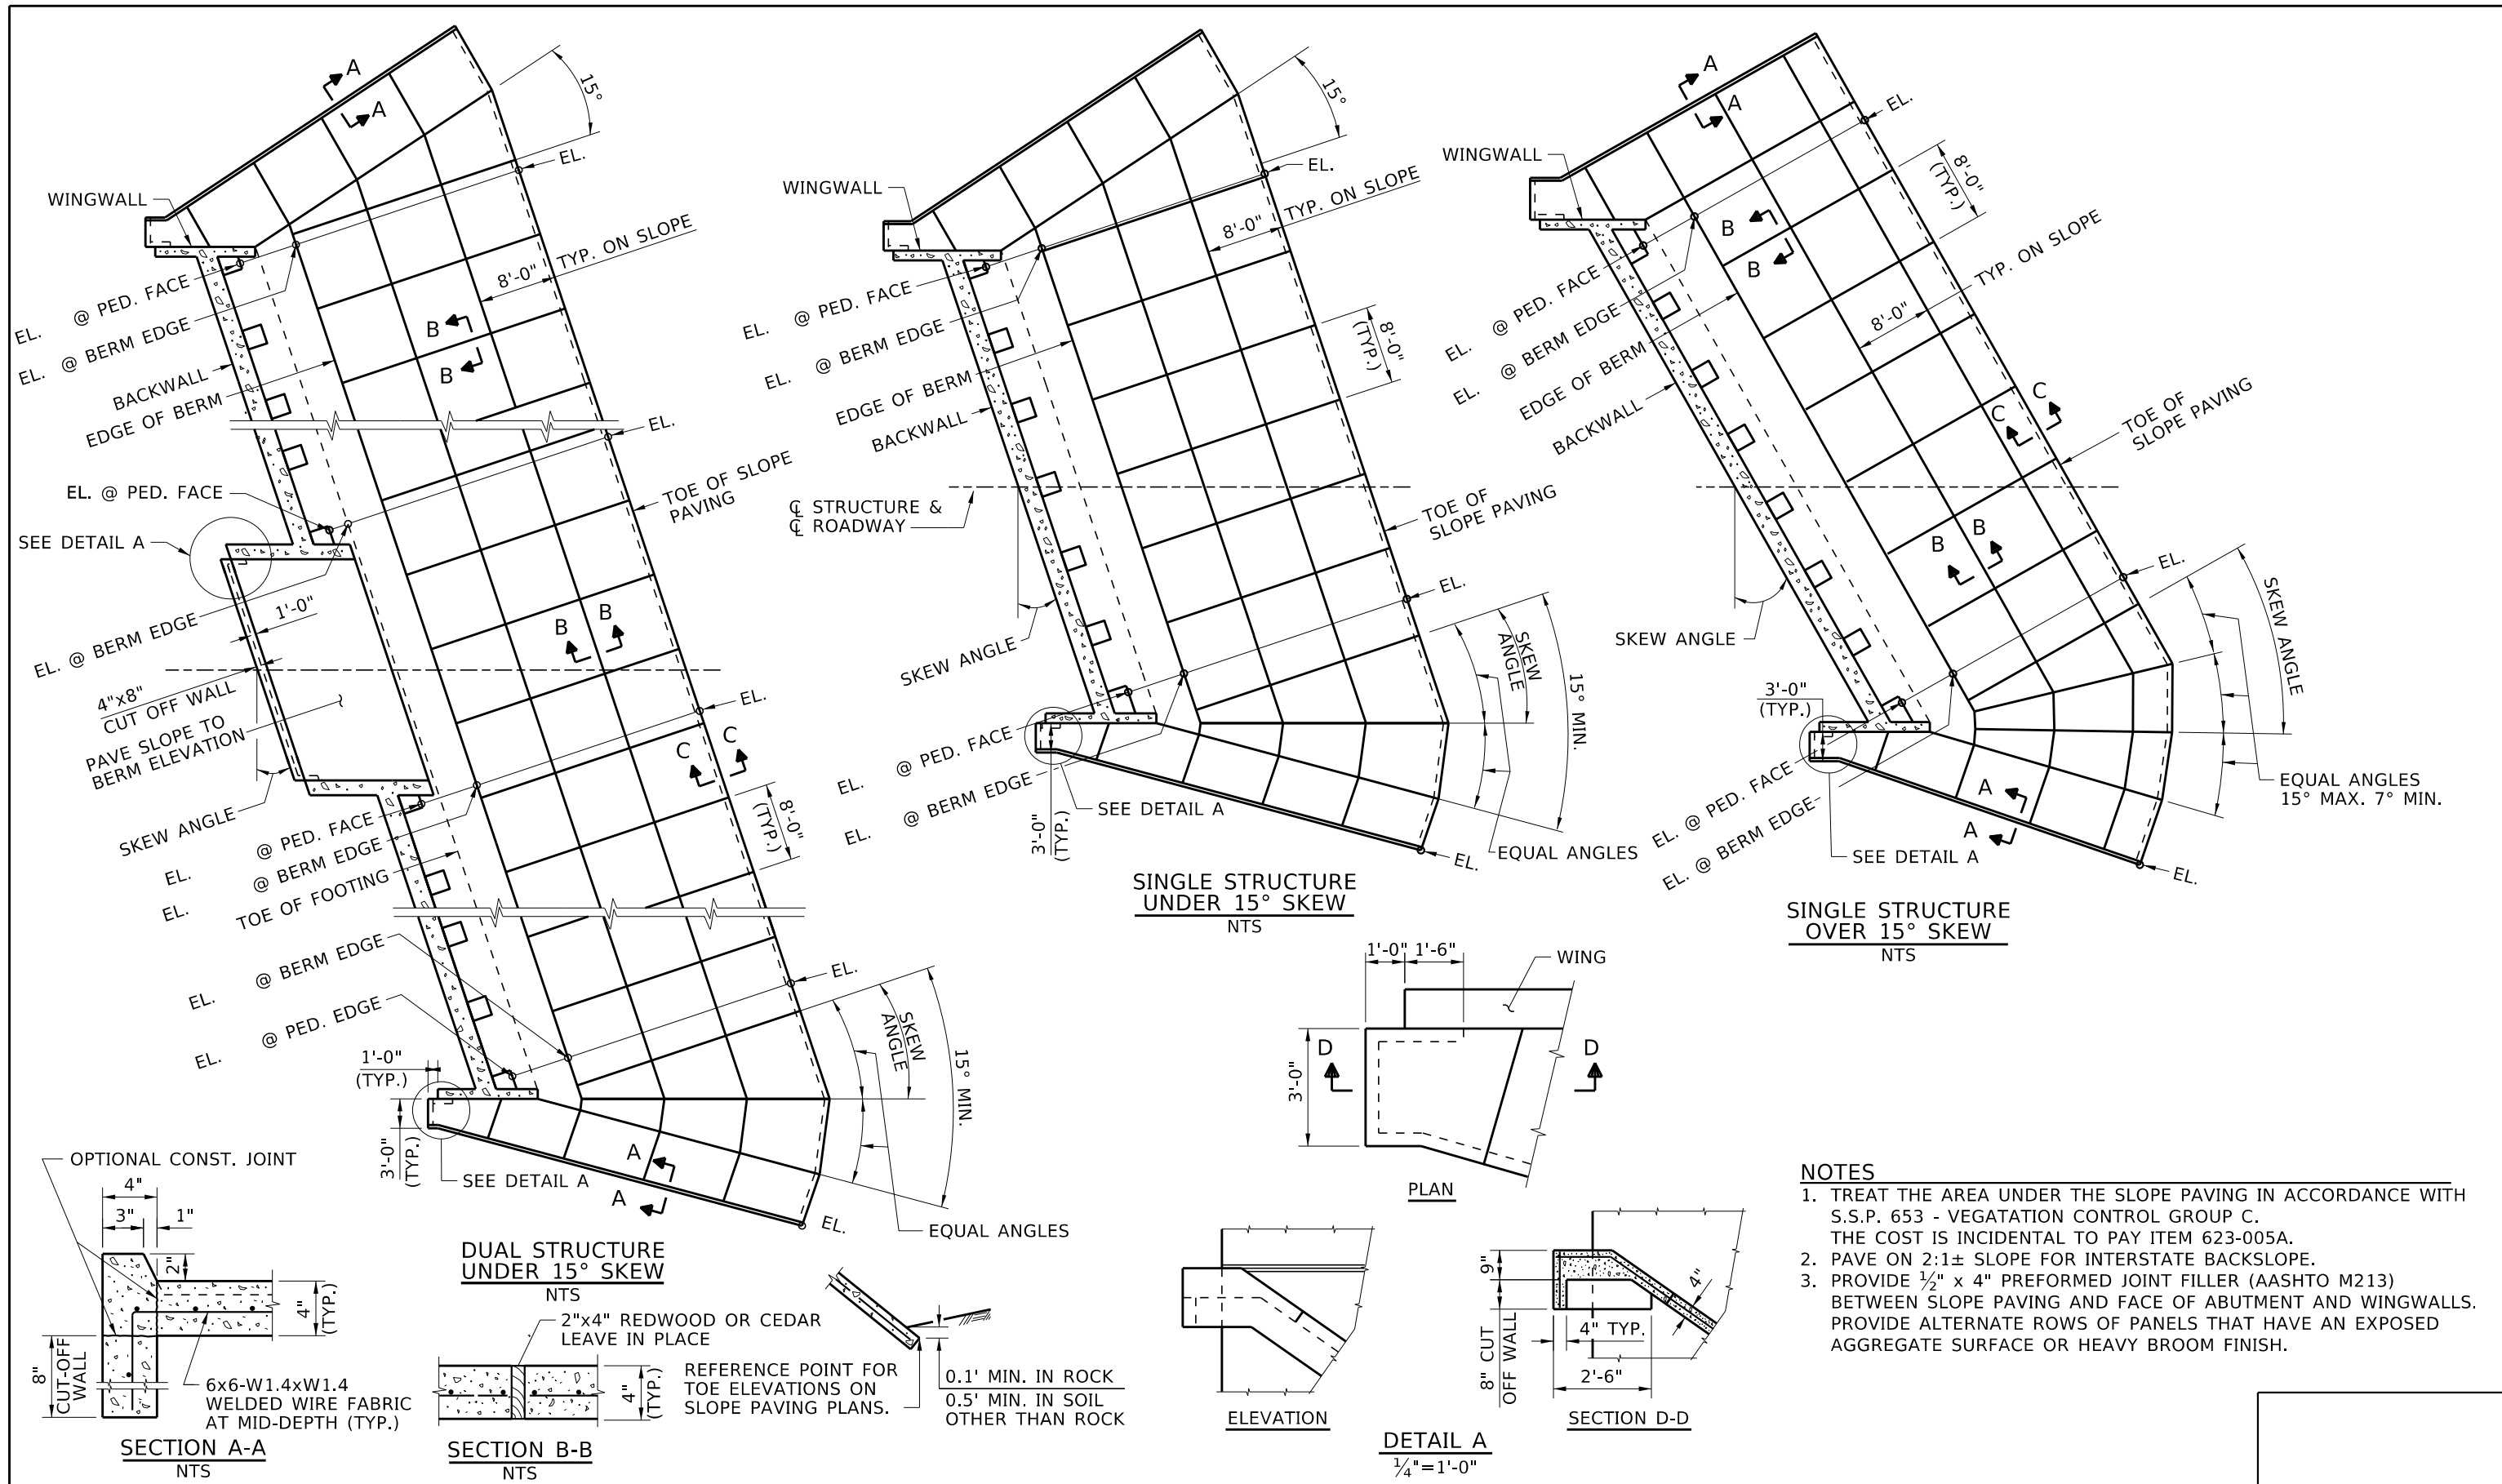 A
A
15°
EL.
WINGWALL
8'-0" TYP. ON SLOPE
EL. @ PED. FACE
EL. @ BERM EDGE
B
B
BACKWALL
EDGE OF BERM
EL.
EL. @ PED. FACE
TOE OF SLOPE
PAVING
SEE DETAIL A
1'-0"
EL. @ BERM EDGE
B
B
4"x8"
CUT OFF WALL
PAVE SLOPE TO
BERM ELEVATION
EL.
C
C
SKEW ANGLE
8'-0"
(TYP.)
EL. @ PED. FACE
EL. @ BERM EDGE
TOE OF FOOTING
EL. @ BERM EDGE
EL. @ PED. EDGE
EL.
SKEW
ANGLE
15° MIN.
1'-0"
(TYP.)
3'-0"
(TYP.)
SEE DETAIL A
A
A
EL.
EQUAL ANGLES
DUAL STRUCTURE
UNDER 15° SKEW
NTS
15°
EL.
WINGWALL
8'-0" TYP. ON SLOPE
EL. @ PED. FACE
EL. @ BERM EDGE
8'-0"
(TYP.)
EDGE OF BERM
BACKWALL
℄ STRUCTURE &
℄ ROADWAY
TOE OF
SLOPE PAVING
EL.
SKEW ANGLE
SKEW
ANGLE
15° MIN.
EL. @ PED. FACE
EL. @ BERM EDGE
3'-0"
(TYP.)
SEE DETAIL A
EQUAL ANGLES
EL.
SINGLE STRUCTURE
UNDER 15° SKEW
NTS
A
A
EL.
WINGWALL
8'-0"
(TYP.)
B
B
8'-0" TYP. ON SLOPE
EL. @ PED. FACE
EL. @ BERM EDGE
EDGE OF BERM
BACKWALL
C
C
TOE OF
SLOPE PAVING
B
B
EL.
SKEW ANGLE
SKEW ANGLE
3'-0"
(TYP.)
EL. @ PED. FACE
EL. @ BERM EDGE
A
A
SEE DETAIL A
EQUAL ANGLES
15° MAX. 7° MIN.
EL.
SINGLE STRUCTURE
OVER 15° SKEW
NTS
OPTIONAL CONST. JOINT
4"
3" 1"
2"
4"
(TYP.)
8"
CUT-OFF
WALL
6x6-W1.4xW1.4
WELDED WIRE FABRIC
AT MID-DEPTH (TYP.)
SECTION A-A
NTS
2"x4" REDWOOD OR CEDAR
LEAVE IN PLACE
4"
(TYP.)
SECTION B-B
NTS
REFERENCE POINT FOR
TOE ELEVATIONS ON
SLOPE PAVING PLANS.
0.1' MIN. IN ROCK
0.5' MIN. IN SOIL
OTHER THAN ROCK
1'-0" 1'-6"
WING
3'-0"
D
D
PLAN
ELEVATION
9"
8" CUT
OFF WALL
4"
4" TYP.
2'-6"
SECTION D-D
DETAIL A
¼"=1'-0"
NOTES
1. TREAT THE AREA UNDER THE SLOPE PAVING IN ACCORDANCE WITH
S.S.P. 653 - VEGATATION CONTROL GROUP C.
THE COST IS INCIDENTAL TO PAY ITEM 623-005A.
2. PAVE ON 2:1± SLOPE FOR INTERSTATE BACKSLOPE.
3. PROVIDE ½" x 4" PREFORMED JOINT FILLER (AASHTO M213)
BETWEEN SLOPE PAVING AND FACE OF ABUTMENT AND WINGWALLS.
PROVIDE ALTERNATE ROWS OF PANELS THAT HAVE AN EXPOSED
AGGREGATE SURFACE OR HEAVY BROOM FINISH.